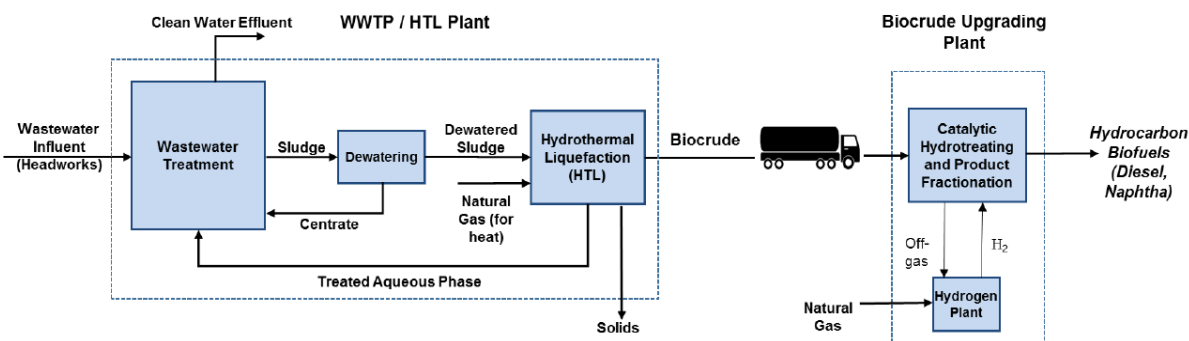 Clean Water Effluent
WWTP / HTL Plant
Biocrude Upgrading
Plant
Wastewater
Influent
(Headworks)
Wastewater
Treatment
Sludge
Dewatering
Centrate
Dewatered
Sludge
Natural
Gas (for
heat)
Hydrothermal
Liquefaction
(HTL)
Treated Aqueous Phase
Solids
Biocrude
Catalytic
Hydrotreating
and Product
Fractionation
Hydrocarbon
Biofuels
(Diesel,
Naphtha)
Off-
gas
H₂
Natural
Gas
Hydrogen
Plant